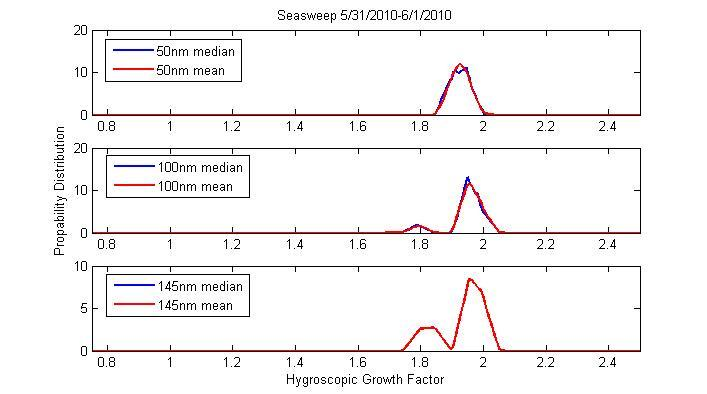 Seasweep 5/31/2010-6/1/2010
20
10
0
50nm median
50nm mean
0.8 1 1.2 1.4 1.6 1.8 2 2.2 2.4
Propability Distribution
20
10
0
100nm median
100nm mean
0.8 1 1.2 1.4 1.6 1.8 2 2.2 2.4
10
5
0
145nm median
145nm mean
0.8 1 1.2 1.4 1.6 1.8 2 2.2 2.4
Hygroscopic Growth Factor